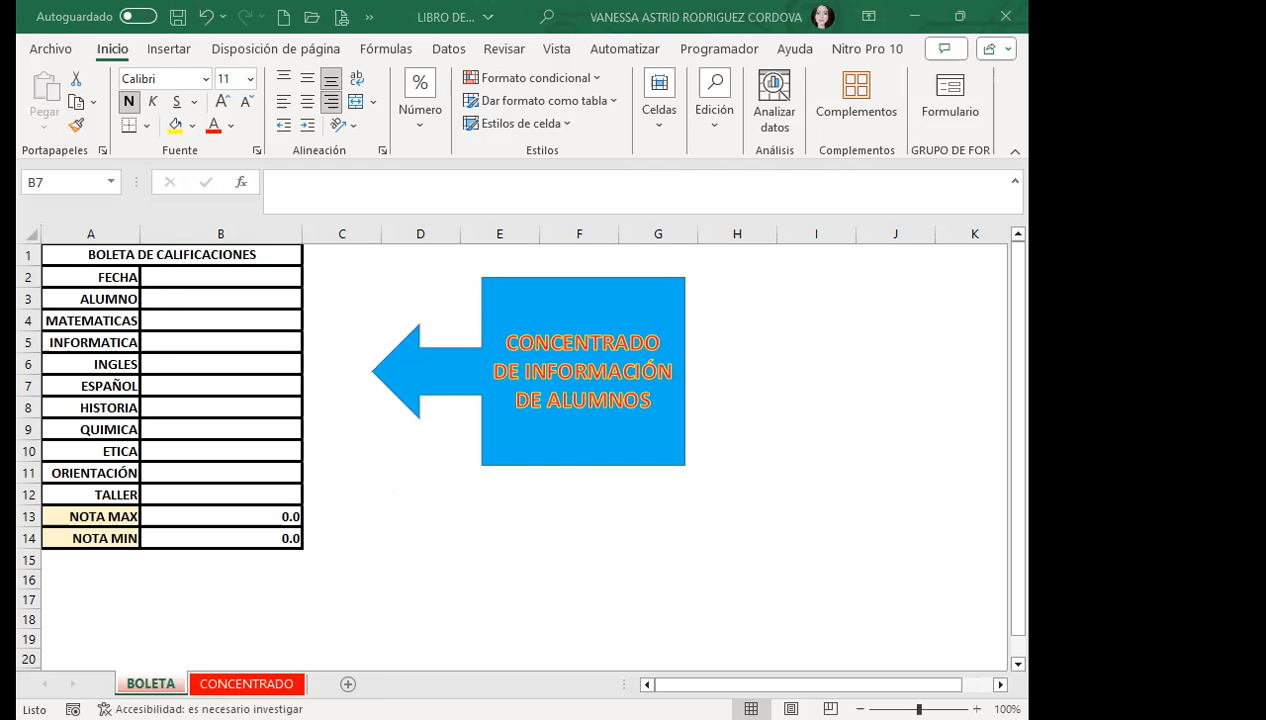 Autoguardado
LIBRO DE...
VANESSA ASTRID RODRIGUEZ CORDOVA
Archivo Inicio Insertar Disposición de página Fórmulas Datos Revisar Vista Automatizar Programador Ayuda Nitro Pro 10
Pegar
Portapapeles
Calibri 11
N K S
Fuente
Alineación
%
Número
Formato condicional
Dar formato como tabla
Estilos de celda
Estilos
Celdas
Edición
Analizar
datos
Análisis
Complementos
Complementos
Formulario
GRUPO DE FOR
B7
fx
A B C D E F G H I J K
1 BOLETA DE CALIFICACIONES
2 FECHA
3 ALUMNO
4 MATEMATICAS
5 INFORMATICA
6 INGLES
7 ESPAÑOL
8 HISTORIA
9 QUIMICA
10 ETICA
11 ORIENTACIÓN
12 TALLER
13 NOTA MAX 0.0
14 NOTA MIN 0.0
15
16
17
18
19
20
CONCENTRADO
DE INFORMACIÓN
DE ALUMNOS
BOLETA CONCENTRADO
Listo
Accesibilidad: es necesario investigar
100%